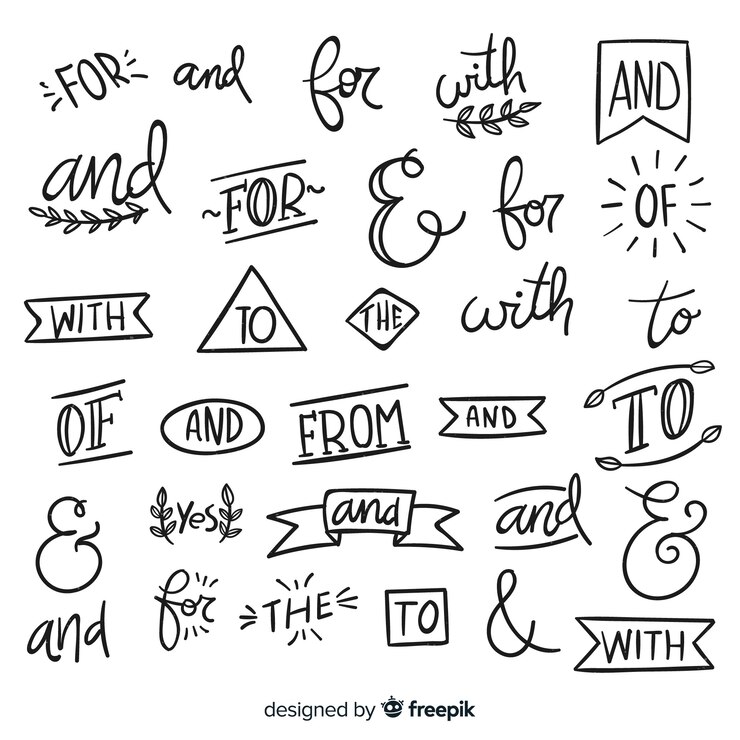 FOR and for with AND
and FOR & for OF
WITH TO THE with to
OF AND FROM AND TO
& Yes and and &
and for THE TO & WITH
designed by freepik